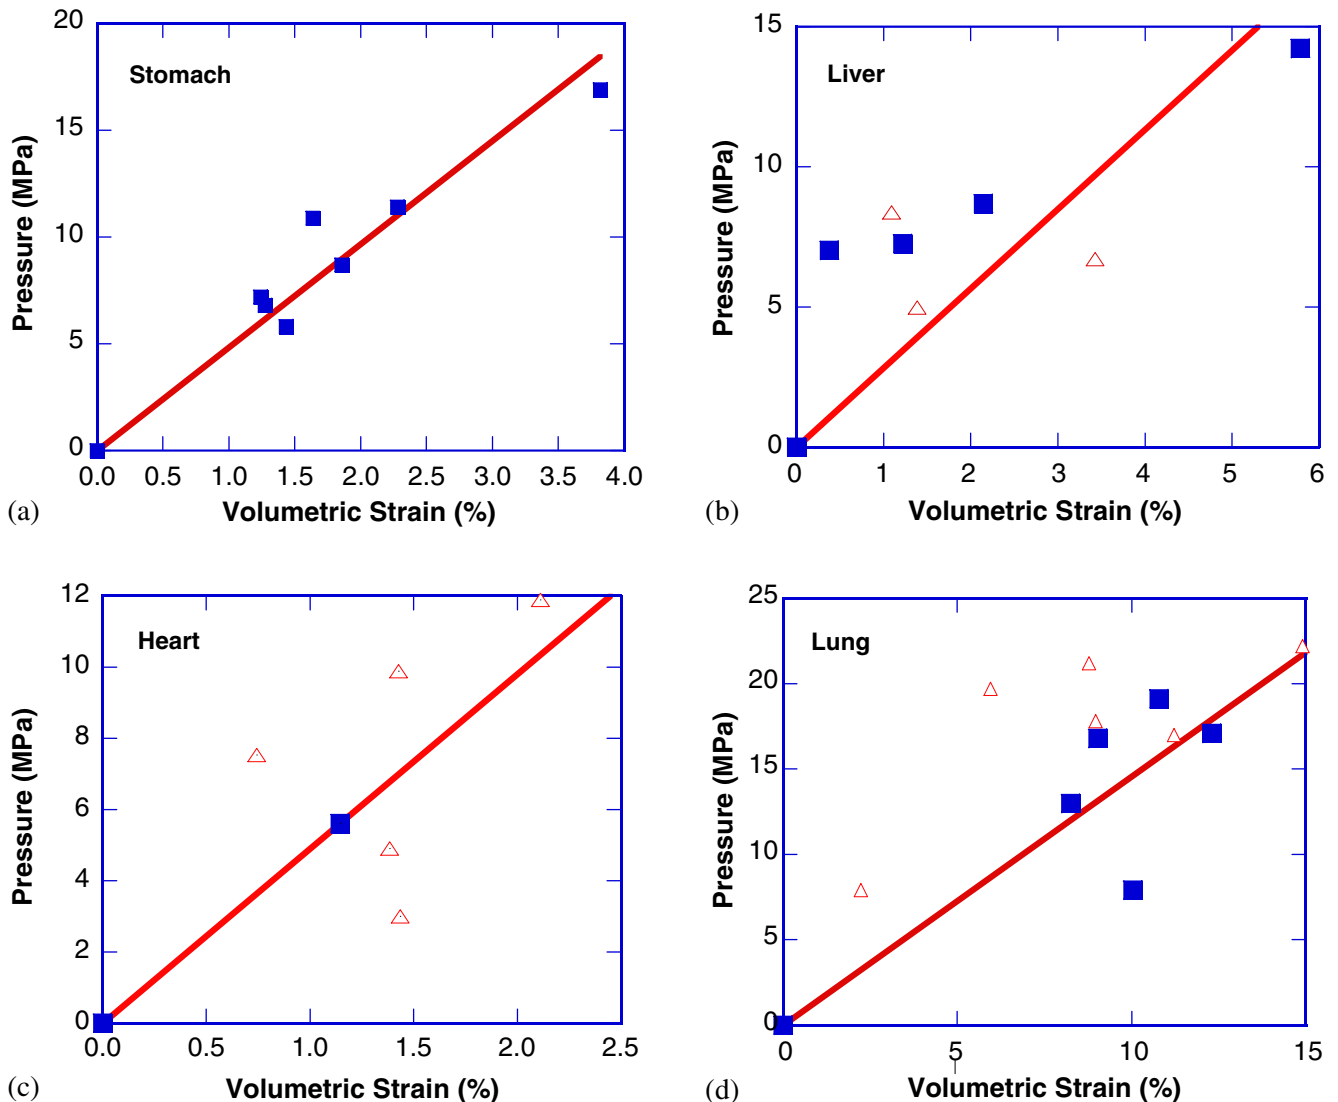 20
15
10
5
0
Stomach
Pressure (MPa)
0.0 0.5 1.0 1.5 2.0 2.5 3.0 3.5 4.0
Volumetric Strain (%)
(a)
15
10
5
0
Liver
Pressure (MPa)
0 1 2 3 4 5 6
Volumetric Strain (%)
(b)
12
10
8
6
4
2
0
Heart
Pressure (MPa)
0.0 0.5 1.0 1.5 2.0 2.5
Volumetric Strain (%)
(c)
25
20
15
10
5
0
Lung
Pressure (MPa)
0 5 10 15
Volumetric Strain (%)
(d)